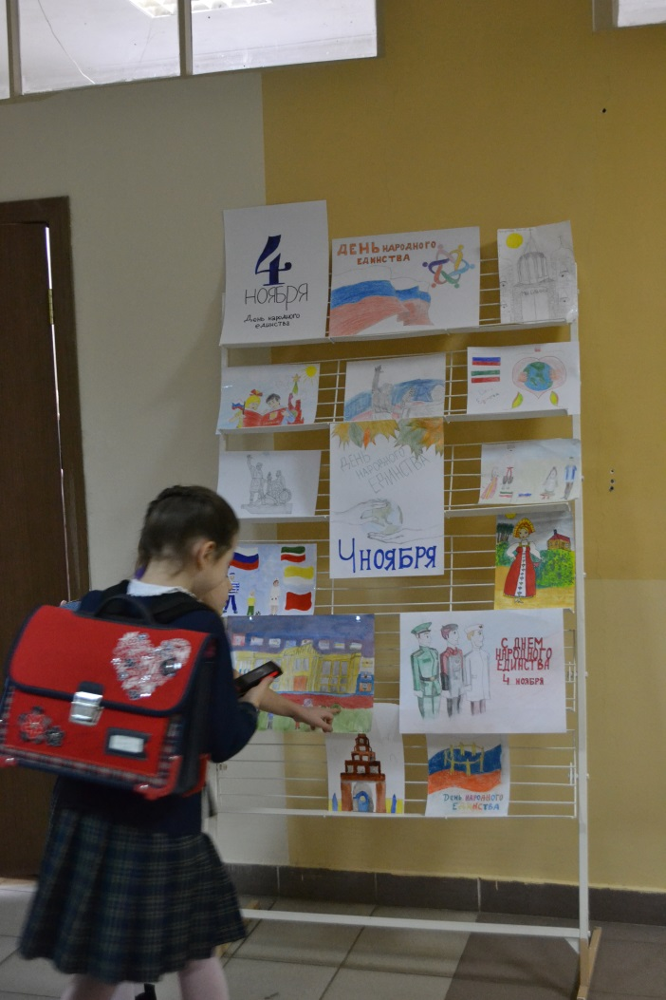 4
НОЯБРЯ
День народного
единства
ДЕНЬ НАРОДНОГО
ЕДИНСТВА
ДЕНЬ
НАРОДНОГО
ЕДИНСТВА
4 НОЯБРЯ
С ДНЕМ
НАРОДНОГО
ЕДИНСТВА
4 НОЯБРЯ
ДЕНЬ НАРОДНОГО
ЕДИНСТВА